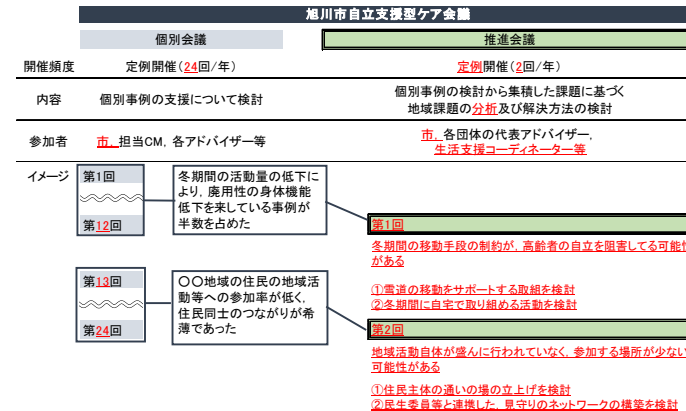 旭川市自立支援型ケア会議
個別会議
推進会議
開催頻度
定例開催（24回/年）
定例開催（2回/年）
内容
個別事例の支援について検討
個別事例の検討から集積した課題に基づく
地域課題の分析及び解決方法の検討
参加者
市，担当CM，各アドバイザー等
市，各団体の代表アドバイザー，
生活支援コーディネーター等
イメージ
第1回
第12回
冬期間の活動量の低下に
より，廃用性の身体機能
低下を来している事例が
半数を占めた
第1回
冬期間の移動手段の制約が，高齢者の自立を阻害してる可能性
がある
①雪道の移動をサポートする取組を検討
②冬期間に自宅で取り組める活動を検討
第13回
第24回
〇〇地域の住民の地域活
動等への参加率が低く，
住民同士のつながりが希
薄であった
第2回
地域活動自体が盛んに行われていなく，参加する場所が少ない
可能性がある
①住民主体の通いの場の立上げを検討
②民生委員等と連携した，見守りのネットワークの構築を検討